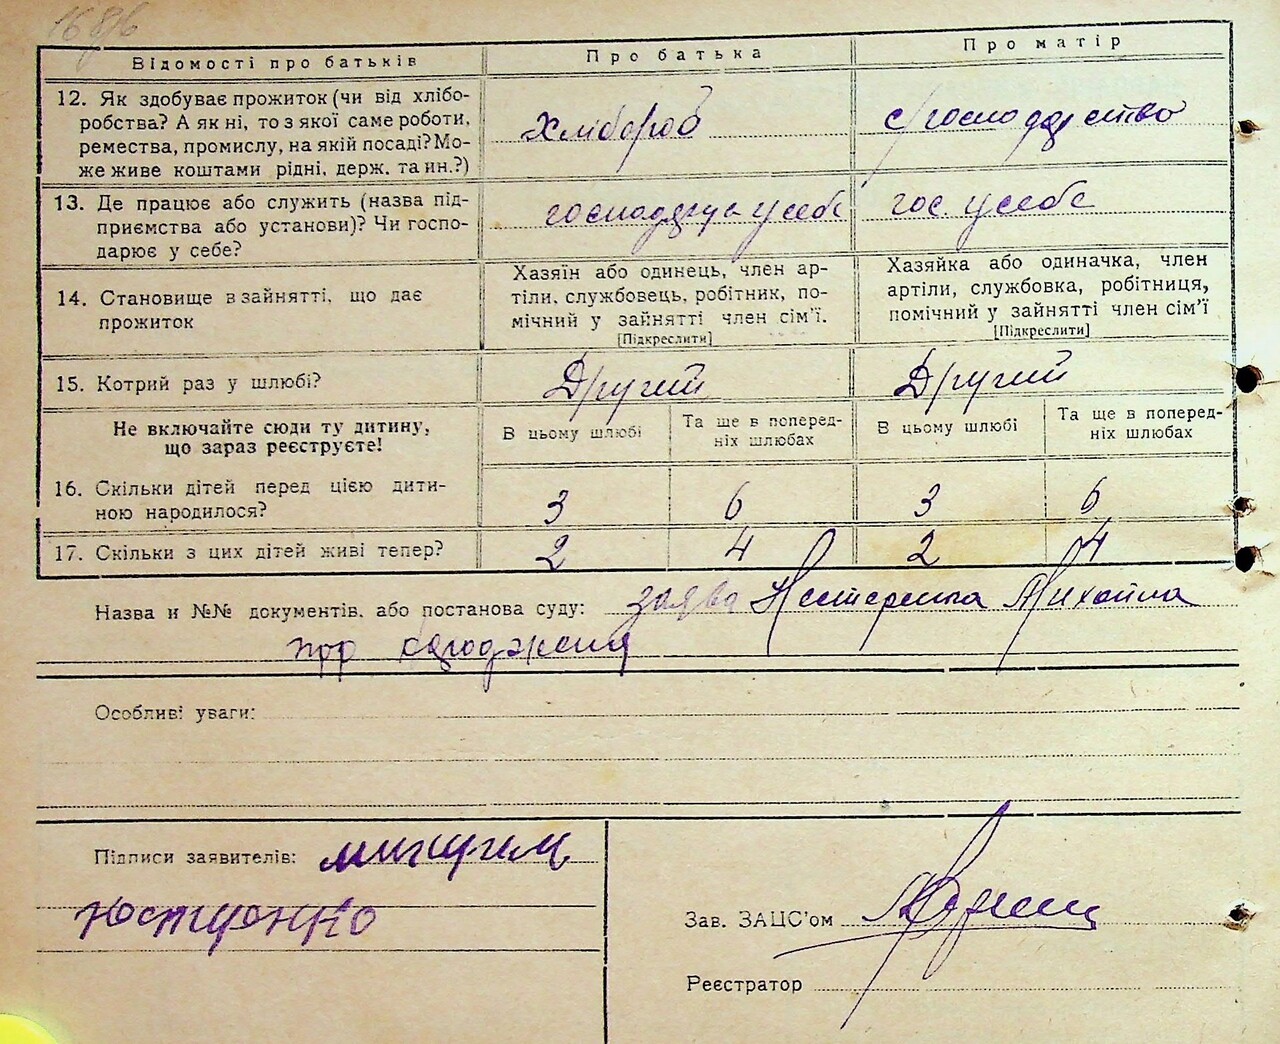 168/6
Відомості про батьків
Про батька
Про матір
12. Як здобуває прожиток (чи від хлібо-
робства? А як ні, то з якої саме роботи,
ремества, промислу, на якій посаді? Мо-
же живе коштами рідні, держ. та ин.?)
Хлібороб
господарство
13. Де працює або служить (назва під-
приємства або установи)? Чи госпо-
дарює у себе?
господарує у себе
гос. у себе
14. Становище в зайнятті, що дає
прожиток
Хазяїн або одинець, член ар-
тіли, службовець, робітник, по-
мічний у зайнятті член сім'ї.
[Підкреслити]
Хазяйка або одиначка, член
артіли, службовка, робітниця,
помічний у зайнятті член сім'ї
[Підкреслити]
15. Котрий раз у шлюбі?
Другий
Другий
Не включайте сюди ту дитину,
що зараз реєструєте!
В цьому шлюбі
Та ще в поперед-
ніх шлюбах
В цьому шлюбі
Та ще в поперед-
ніх шлюбах
16. Скільки дітей перед цією дити-
ною народилося?
3
6
3
6
17. Скільки з цих дітей живі тепер?
2
4
2
4
Назва и №№ документів, або постанова суду: заява Нестеренка Михайла
про народження
Особливі уваги:
Підписи заявителів:
Зав. ЗАЦС'ом
Реєстратор